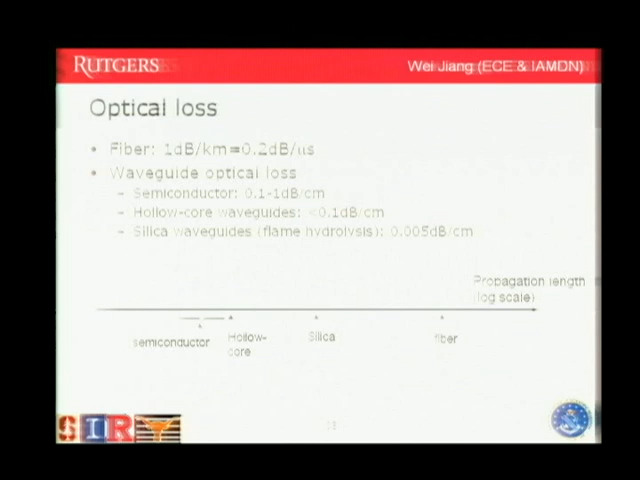 RUTGERS
Wei Jiang (ECE & IAMDN)
Optical loss
• Fiber: 1dB/km=0.2dB/μs
• Waveguide optical loss
– Semiconductor: 0.1-1dB/cm
– Hollow-core waveguides: <0.1dB/cm
– Silica waveguides (flame hydrolysis): 0.005dB/cm
Propagation length
(log scale)
semiconductor
Hollow-
core
Silica
fiber